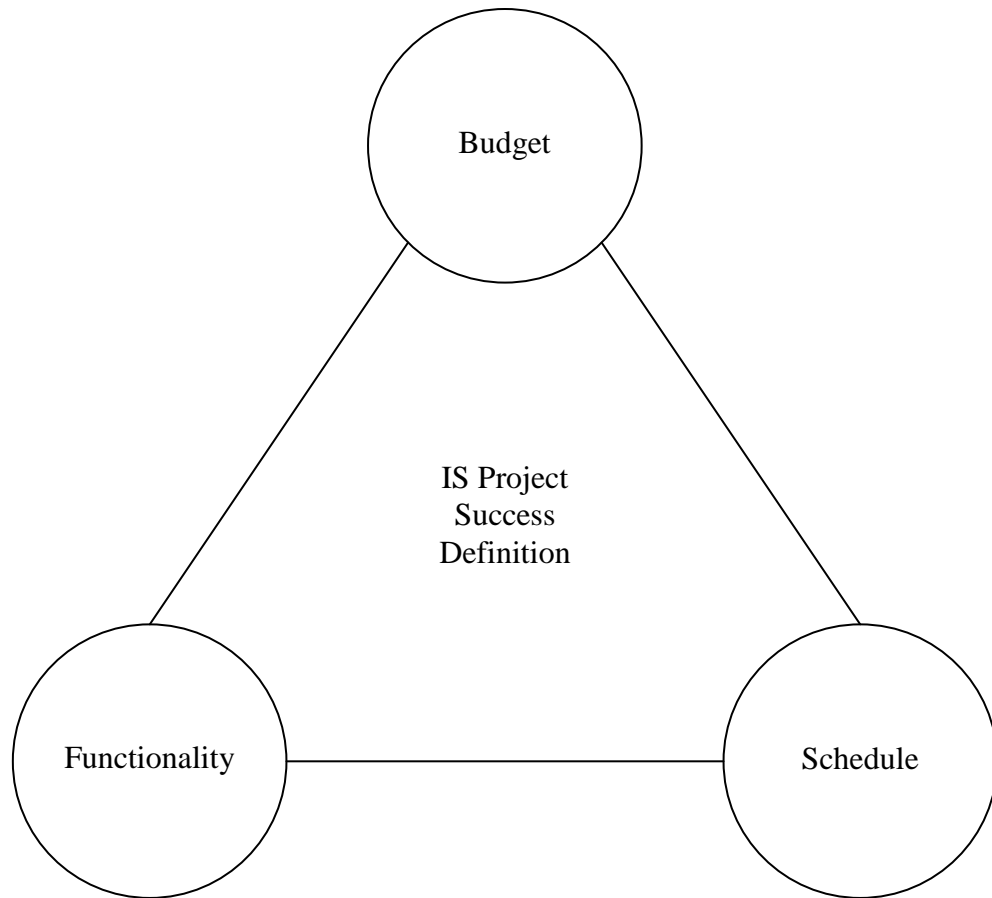 Budget
IS Project
Success
Definition
Functionality
Schedule